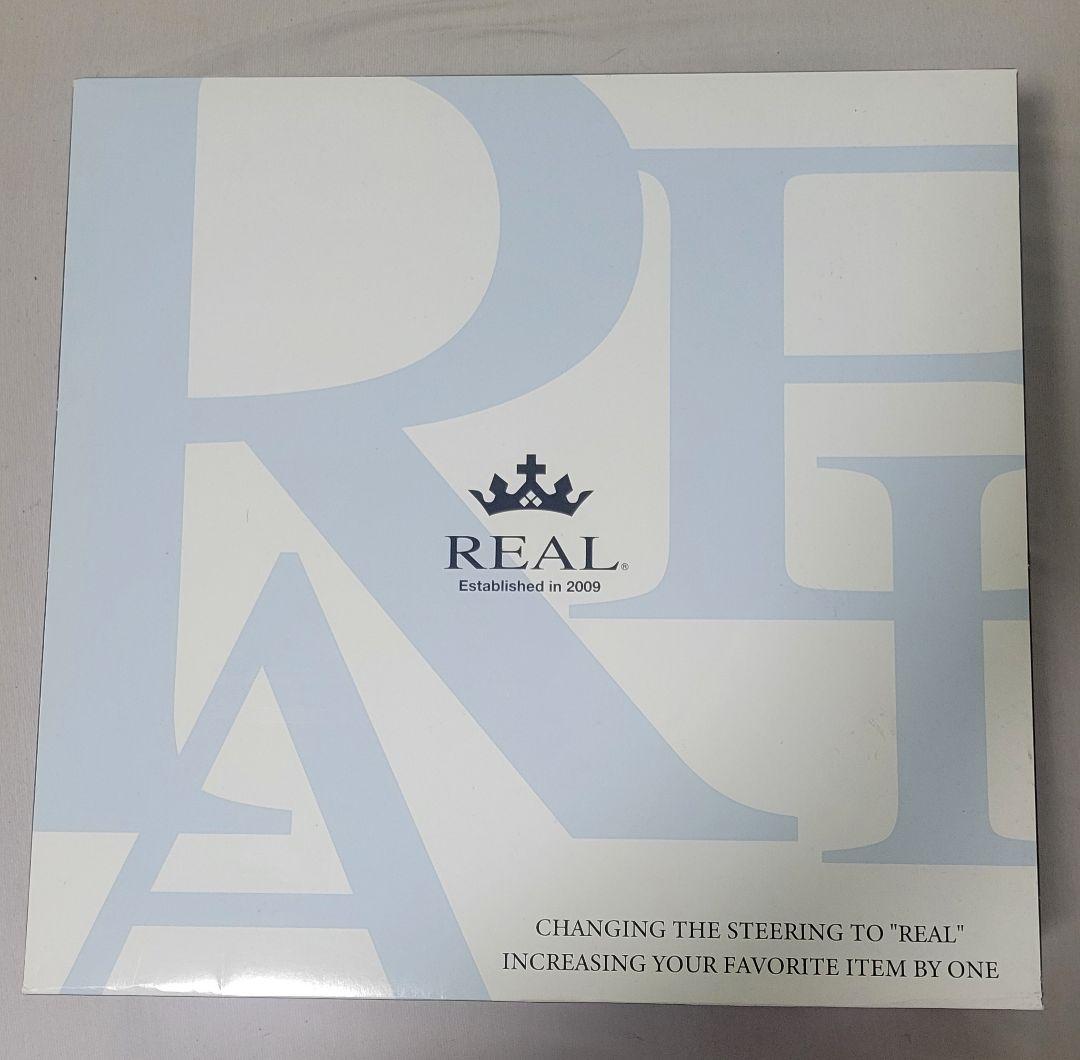 REAL®
Established in 2009
CHANGING THE STEERING TO "REAL"
INCREASING YOUR FAVORITE ITEM BY ONE